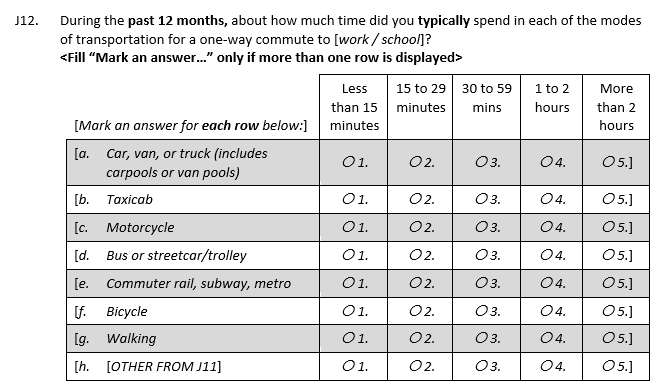 J12. During the past 12 months, about how much time did you typically spend in each of the modes
of transportation for a one-way commute to [work / school]?
<Fill “Mark an answer…” only if more than one row is displayed>
[Mark an answer for each row below:] Less than 15 minutes 15 to 29 minutes 30 to 59 mins 1 to 2 hours More than 2 hours
[a. Car, van, or truck (includes
carpools or van pools) O 1. O 2. O 3. O 4. O 5.]
[b. Taxicab O 1. O 2. O 3. O 4. O 5.]
[c. Motorcycle O 1. O 2. O 3. O 4. O 5.]
[d. Bus or streetcar/trolley O 1. O 2. O 3. O 4. O 5.]
[e. Commuter rail, subway, metro O 1. O 2. O 3. O 4. O 5.]
[f. Bicycle O 1. O 2. O 3. O 4. O 5.]
[g. Walking O 1. O 2. O 3. O 4. O 5.]
[h. [OTHER FROM J11] O 1. O 2. O 3. O 4. O 5.]